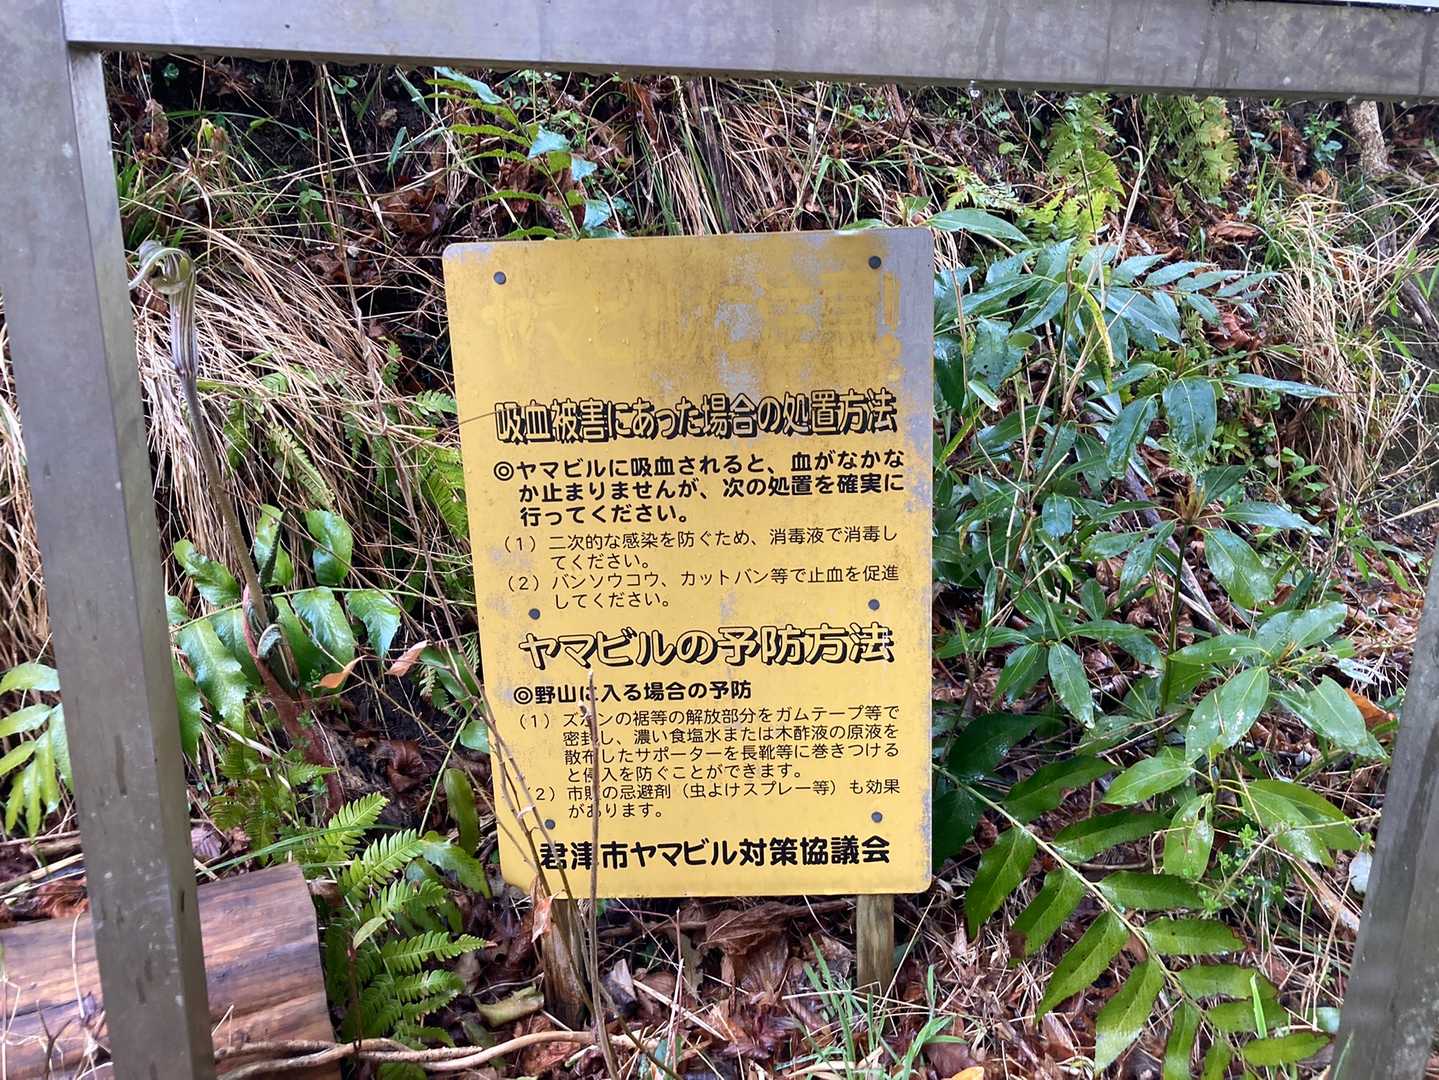 ヤマビルに注意!
吸血被害にあった場合の処置方法
◎ヤマビルに吸血されると、血がなかな
か止まりませんが、次の処置を確実に
行ってください。
(1) 二次的な感染を防ぐため、消毒液で消毒し
てください。
(2) バンソウコウ、カットバン等で止血を促進
してください。
ヤマビルの予防方法
◎野山に入る場合の予防
(1) ズボンの裾等の解放部分をガムテープ等で
密封し、濃い食塩水または木酢液の原液を
散布したサポーターを長靴等に巻きつける
と侵入を防ぐことができます。
(2) 市販の忌避剤(虫よけスプレー等)も効果
があります。
君津市ヤマビル対策協議会